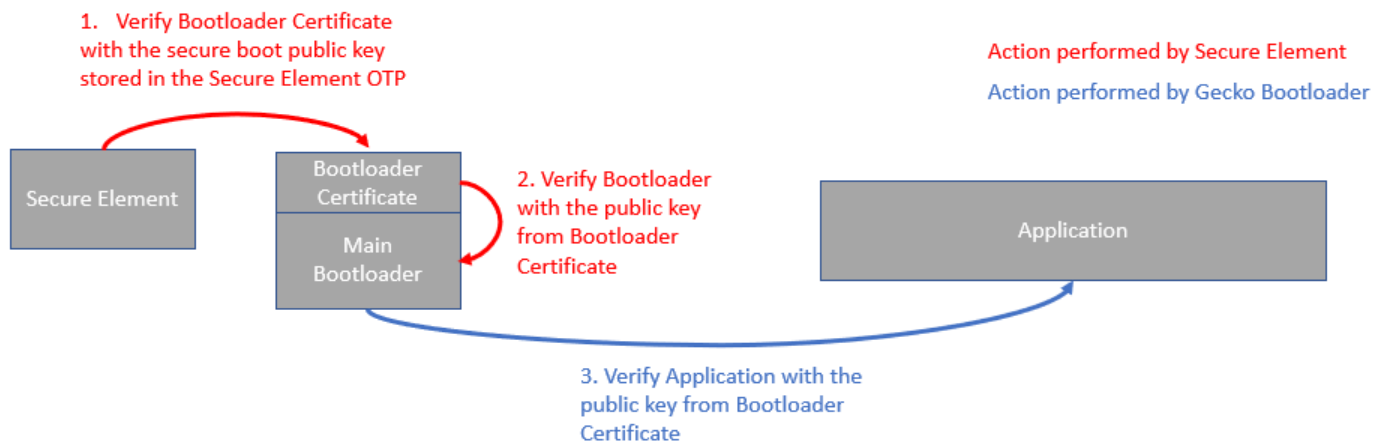 1. Verify Bootloader Certificate
with the secure boot public key
stored in the Secure Element OTP
Action performed by Secure Element
Action performed by Gecko Bootloader
Secure Element
Bootloader
Certificate
Main
Bootloader
2. Verify Bootloader
with the public key
from Bootloader
Certificate
Application
3. Verify Application with the
public key from Bootloader
Certificate